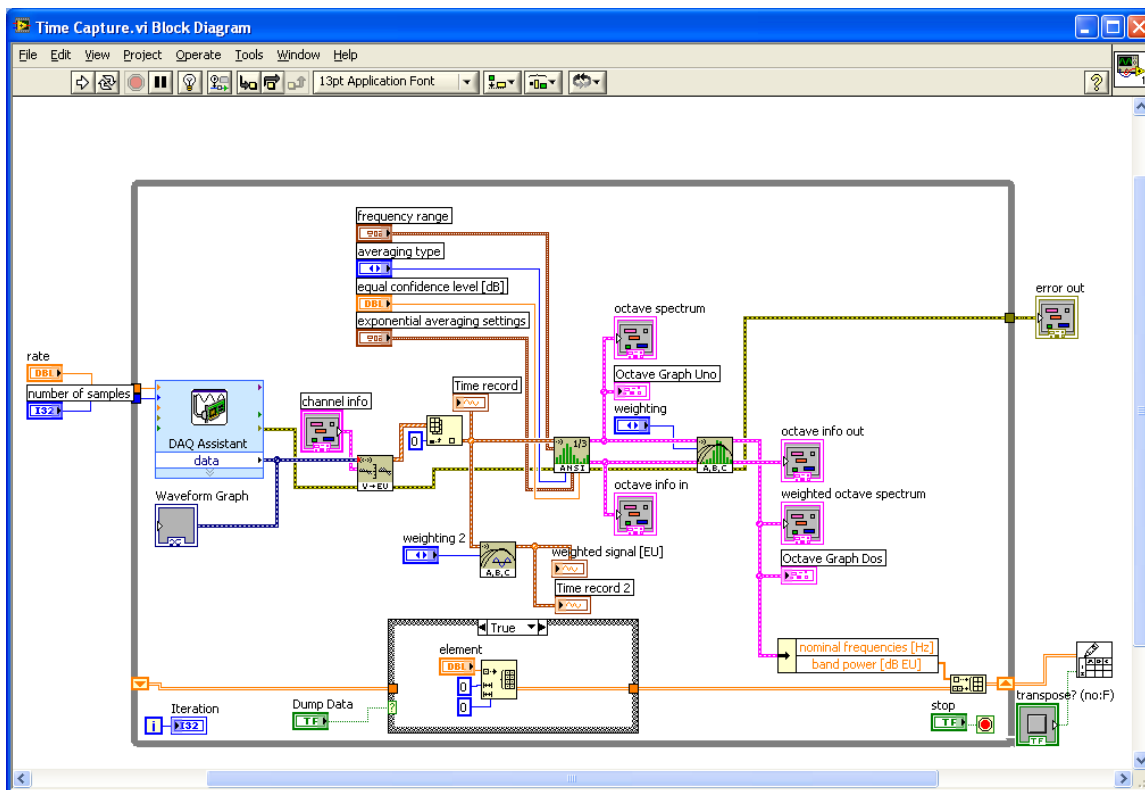 Time Capture.vi Block Diagram
File Edit View Project Operate Tools Window Help
13pt Application Font
?
1
frequency range
averaging type
equal confidence level [dB]
DBL
exponential averaging settings
rate
DBL
number of samples
I32
DAQ Assistant
data
Waveform Graph
channel info
0
V→EU
Time record
1/3
ANSI
octave spectrum
Octave Graph Uno
weighting
A,B,C
octave info in
octave info out
weighted octave spectrum
Octave Graph Dos
error out
weighting 2
A,B,C
weighted signal [EU]
Time record 2
True
element
DBL
0
0
?
nominal frequencies [Hz]
band power [dB EU]
Iteration
i
I32
Dump Data
TF
stop
TF
transpose? (no:F)
TF